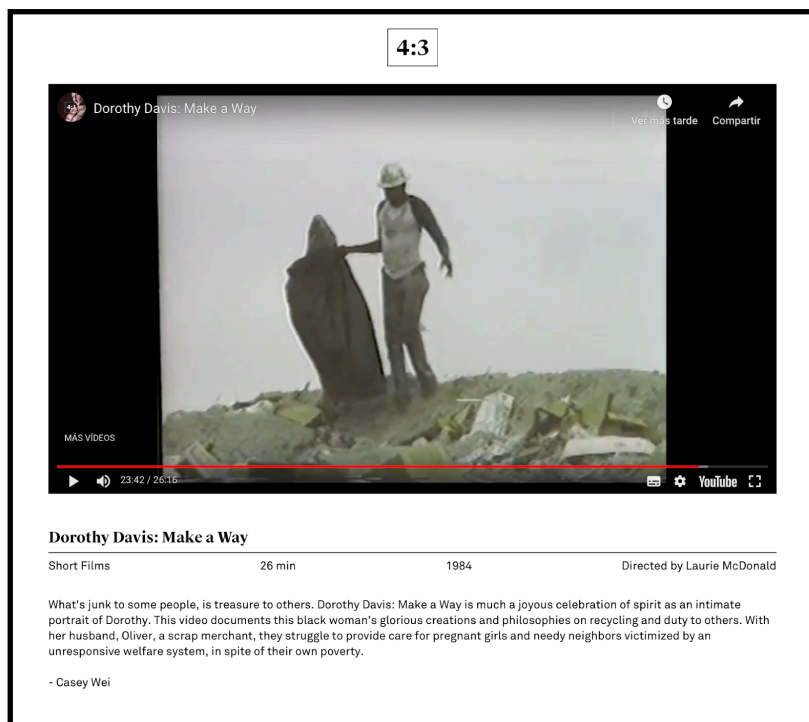 4:3
4:3
Dorothy Davis: Make a Way
Ver más tarde
Compartir
MÁS VÍDEOS
23:42 / 26:16
YouTube
Dorothy Davis: Make a Way
Short Films 26 min 1984 Directed by Laurie McDonald
What's junk to some people, is treasure to others. Dorothy Davis: Make a Way is much a joyous celebration of spirit as an intimate
portrait of Dorothy. This video documents this black woman's glorious creations and philosophies on recycling and duty to others. With
her husband, Oliver, a scrap merchant, they struggle to provide care for pregnant girls and needy neighbors victimized by an
unresponsive welfare system, in spite of their own poverty.
- Casey Wei